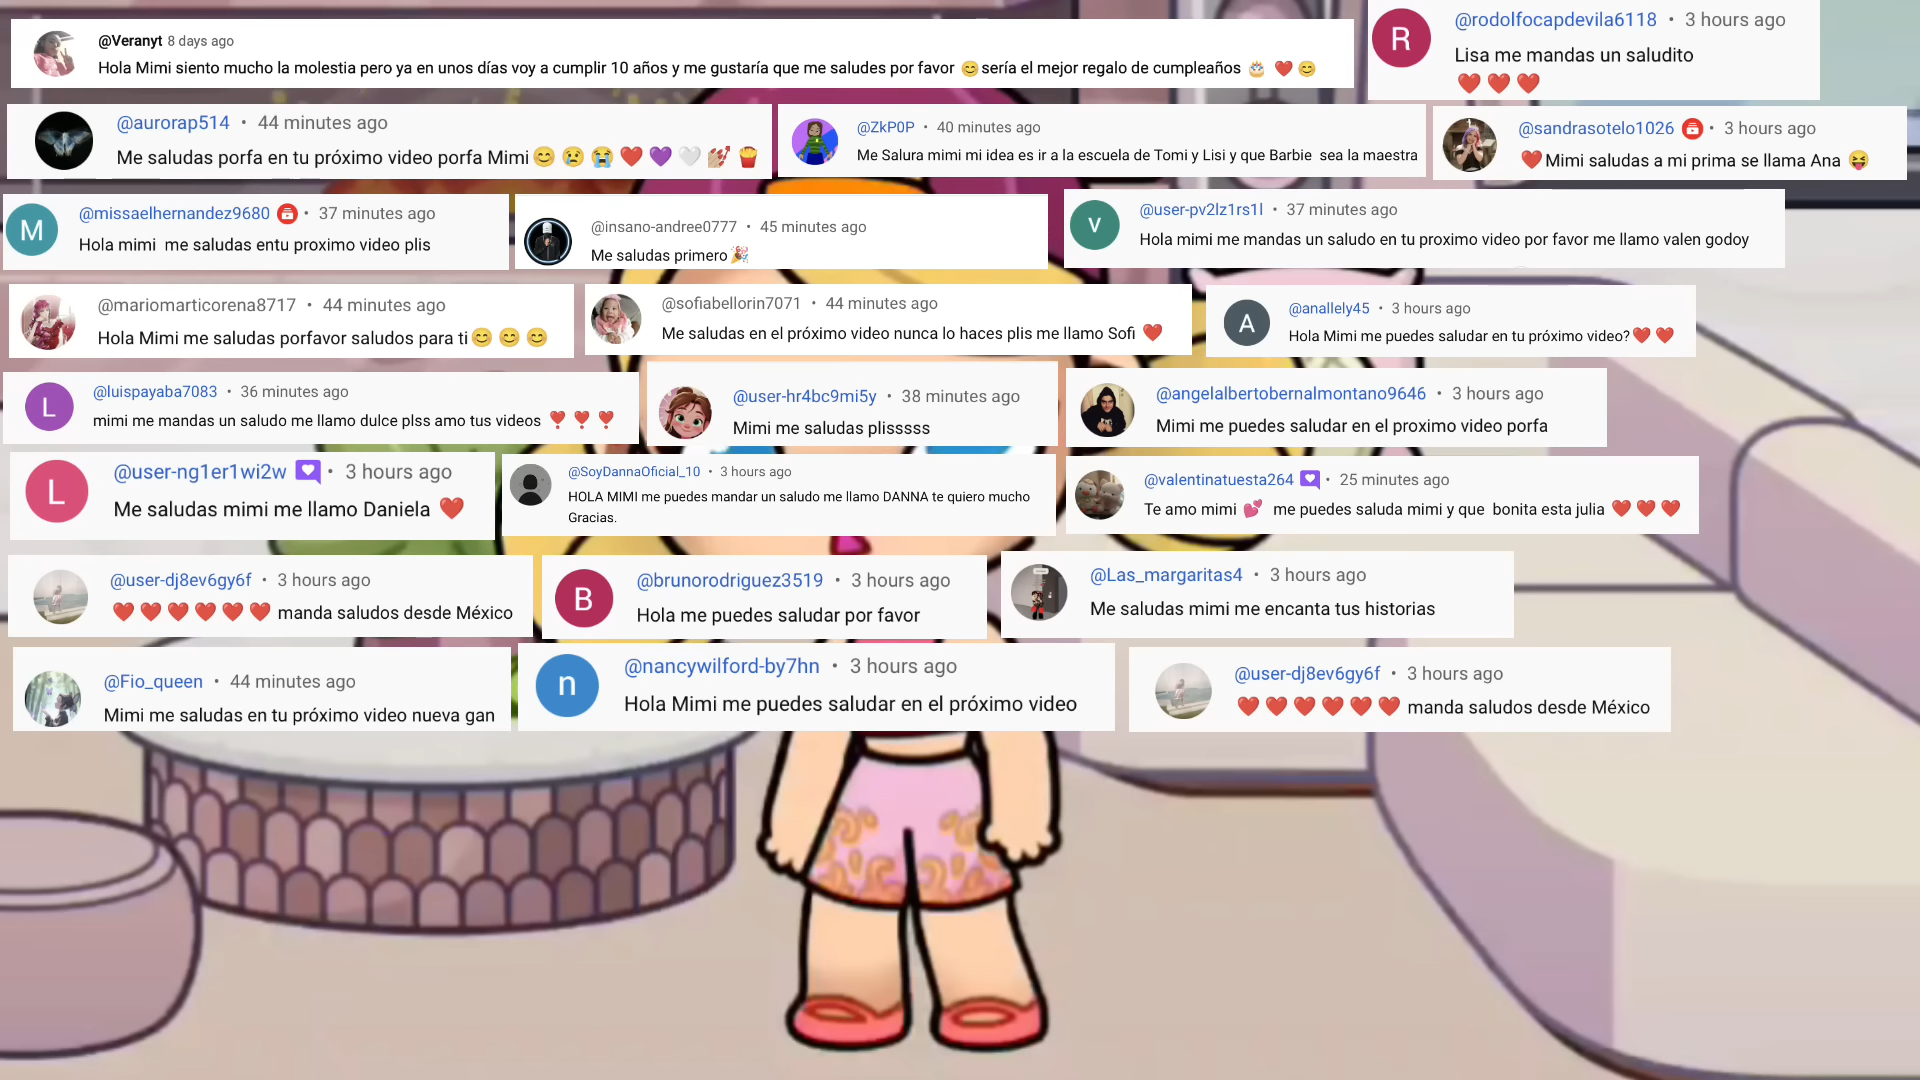 @Veranyt 8 days ago
Hola Mimi siento mucho la molestia pero ya en unos días voy a cumplir 10 años y me gustaría que me saludes por favor 😊 sería el mejor regalo de cumpleaños 🎂 ❤️ 😊
R
@rodolfocapdevila6118 • 3 hours ago
Lisa me mandas un saludito
❤️ ❤️ ❤️
@aurorap514 • 44 minutes ago
Me saludas porfa en tu próximo video porfa Mimi 😊 😢 😭 ❤️ 💜 🤍 💅 🍟
@ZkP0P • 40 minutes ago
Me Salura mimi mi idea es ir a la escuela de Tomi y Lisi y que Barbie sea la maestra
@sandrasotelo1026 • 3 hours ago
❤️ Mimi saludas a mi prima se llama Ana 😝
M
@missaelhernandez9680 • 37 minutes ago
Hola mimi me saludas entu proximo video plis
@insano-andree0777 • 45 minutes ago
Me saludas primero 🎉
V
@user-pv2lz1rs1l • 37 minutes ago
Hola mimi me mandas un saludo en tu proximo video por favor me llamo valen godoy
@mariomarticorena8717 • 44 minutes ago
Hola Mimi me saludas porfavor saludos para ti 😊 😊 😊
@sofiabellorin7071 • 44 minutes ago
Me saludas en el próximo video nunca lo haces plis me llamo Sofi ❤️
A
@anallely45 • 3 hours ago
Hola Mimi me puedes saludar en tu próximo video? ❤️ ❤️
L
@luispayaba7083 • 36 minutes ago
mimi me mandas un saludo me llamo dulce plss amo tus videos ❣️ ❣️ ❣️
@user-hr4bc9mi5y • 38 minutes ago
Mimi me saludas plisssss
@angelalbertobernalmontano9646 • 3 hours ago
Mimi me puedes saludar en el proximo video porfa
L
@user-ng1er1wi2w • 3 hours ago
Me saludas mimi me llamo Daniela ❤️
@SoyDannaOficial_10 • 3 hours ago
HOLA MIMI me puedes mandar un saludo me llamo DANNA te quiero mucho
Gracias.
@valentinatuesta264 • 25 minutes ago
Te amo mimi 💕 me puedes saluda mimi y que bonita esta julia ❤️ ❤️ ❤️
@user-dj8ev6gy6f • 3 hours ago
❤️ ❤️ ❤️ ❤️ ❤️ ❤️ manda saludos desde México
B
@brunorodriguez3519 • 3 hours ago
Hola me puedes saludar por favor
@Las_margaritas4 • 3 hours ago
Me saludas mimi me encanta tus historias
@Fio_queen • 44 minutes ago
Mimi me saludas en tu próximo video nueva gan
n
@nancywilford-by7hn • 3 hours ago
Hola Mimi me puedes saludar en el próximo video
@user-dj8ev6gy6f • 3 hours ago
❤️ ❤️ ❤️ ❤️ ❤️ ❤️ manda saludos desde México